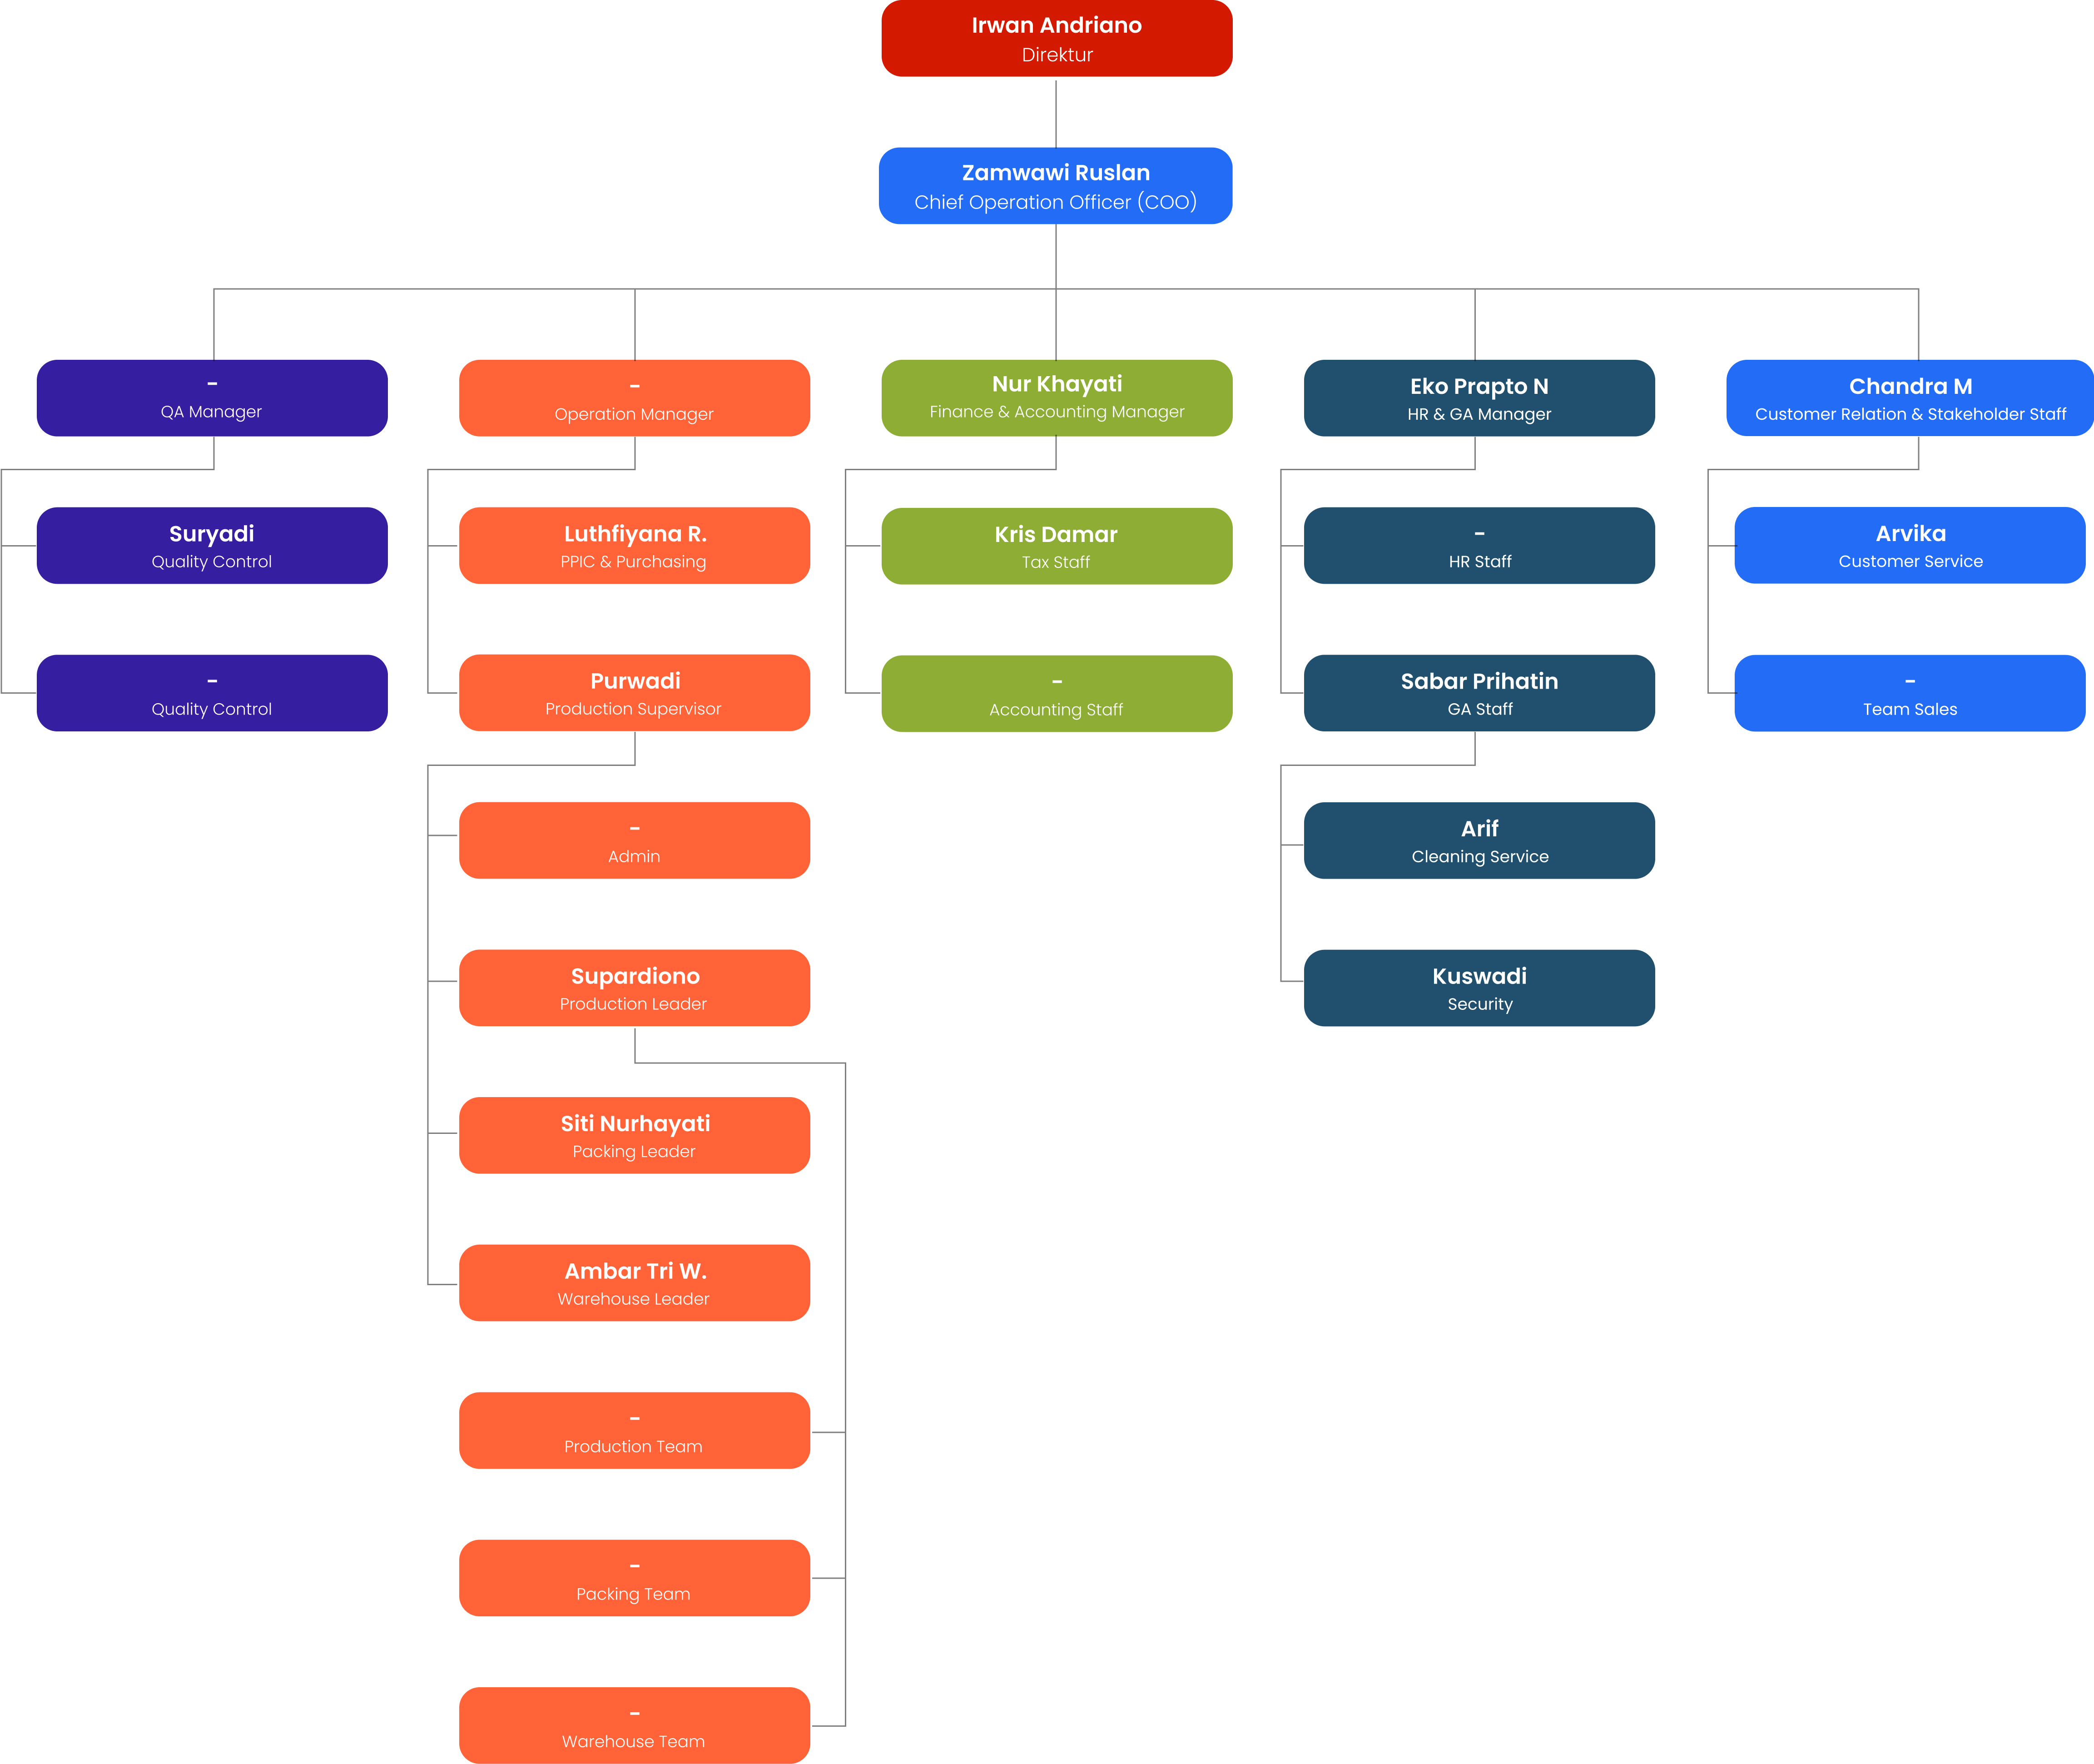 Irwan Andriano
Direktur
Zamwawi Ruslan
Chief Operation Officer (COO)
-
QA Manager
-
Operation Manager
Nur Khayati
Finance & Accounting Manager
Eko Prapto N
HR & GA Manager
Chandra M
Customer Relation & Stakeholder Staff
Suryadi
Quality Control
Luthfiyana R.
PPIC & Purchasing
Kris Damar
Tax Staff
-
HR Staff
Arvika
Customer Service
-
Quality Control
Purwadi
Production Supervisor
-
Accounting Staff
Sabar Prihatin
GA Staff
-
Team Sales
-
Admin
Arif
Cleaning Service
Supardiono
Production Leader
Kuswadi
Security
Siti Nurhayati
Packing Leader
Ambar Tri W.
Warehouse Leader
-
Production Team
-
Packing Team
-
Warehouse Team